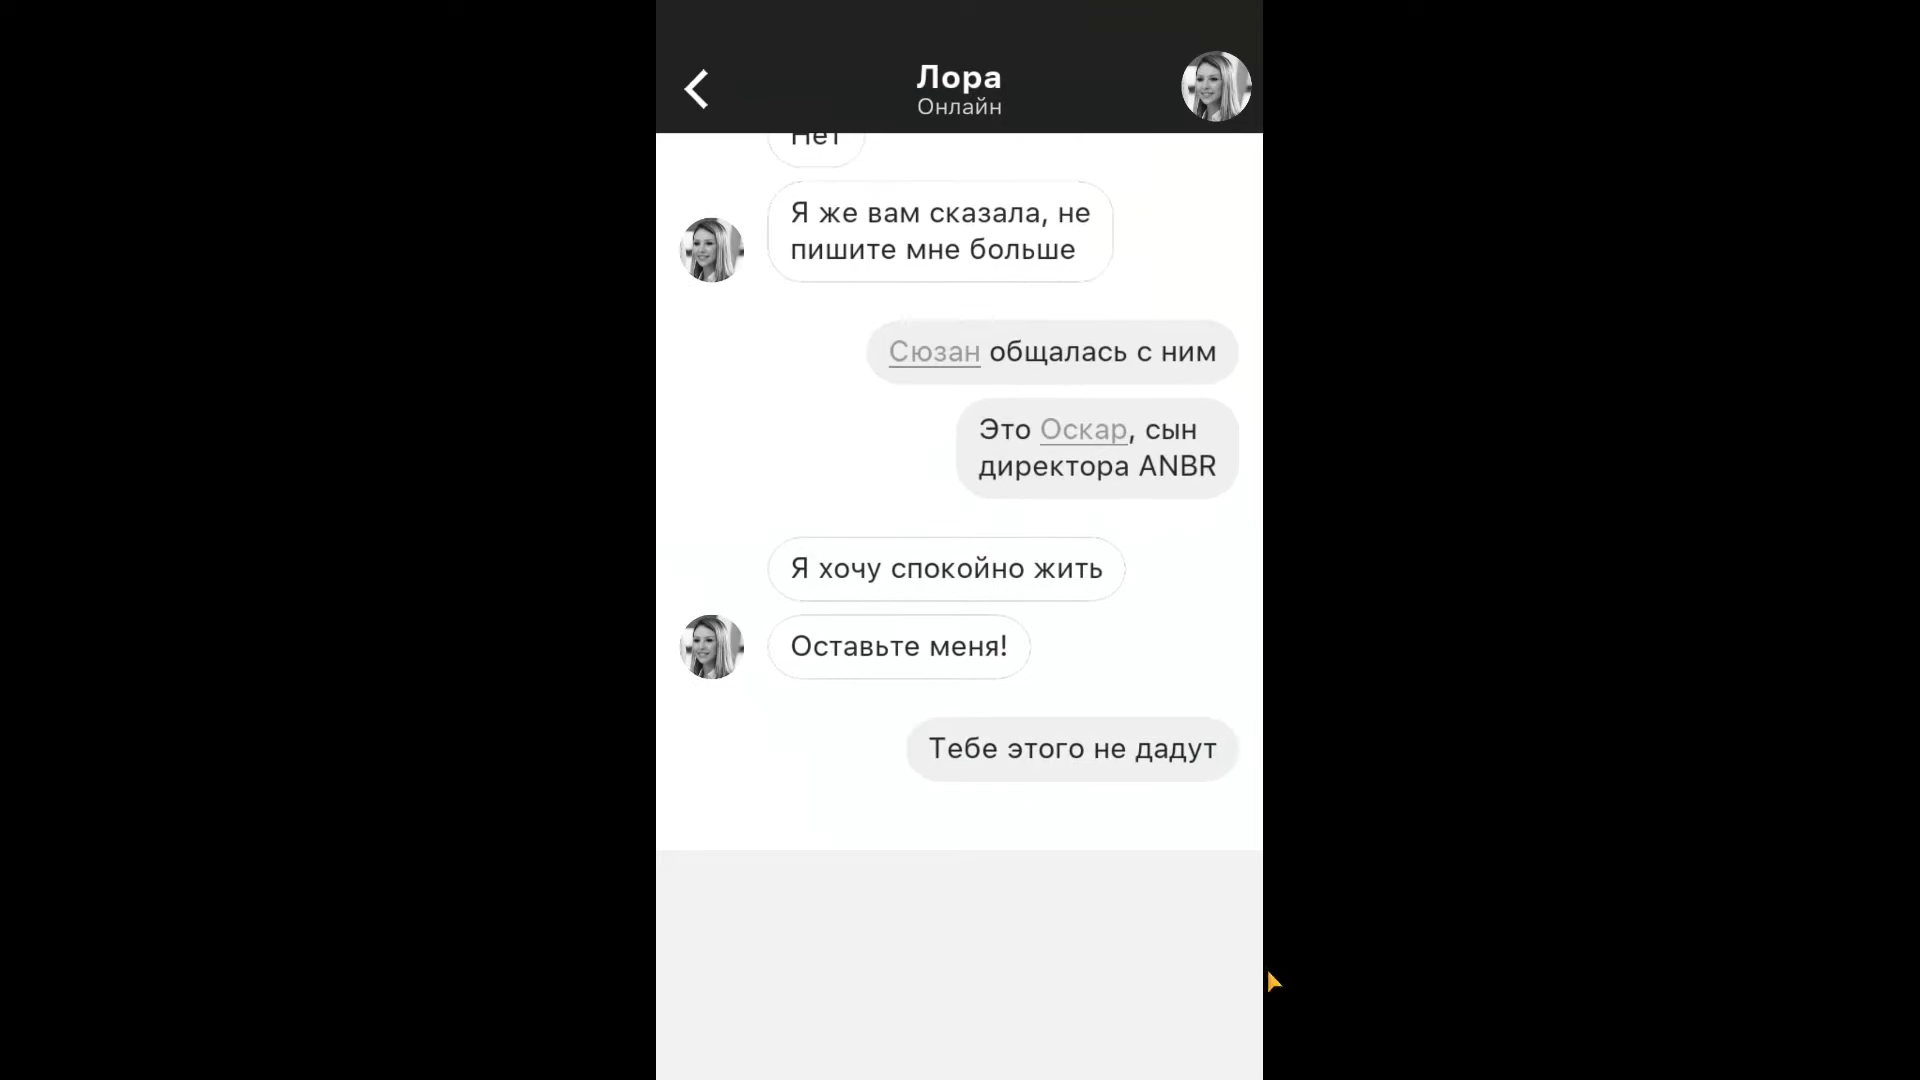 Лора
Онлайн
Нет
Я же вам сказала, не
пишите мне больше
Сюзан общалась с ним
Это Оскар, сын
директора ANBR
Я хочу спокойно жить
Оставьте меня!
Тебе этого не дадут